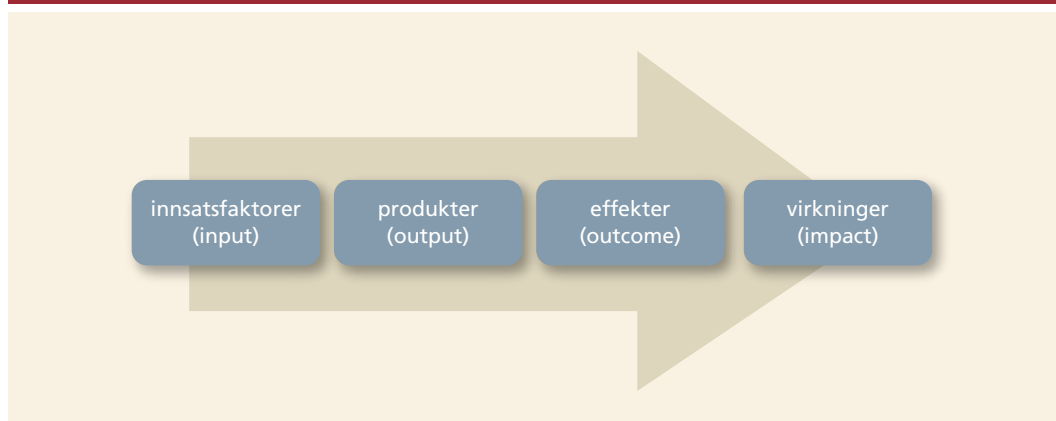 innsatsfaktorer
(input)
produkter
(output)
effekter
(outcome)
virkninger
(impact)